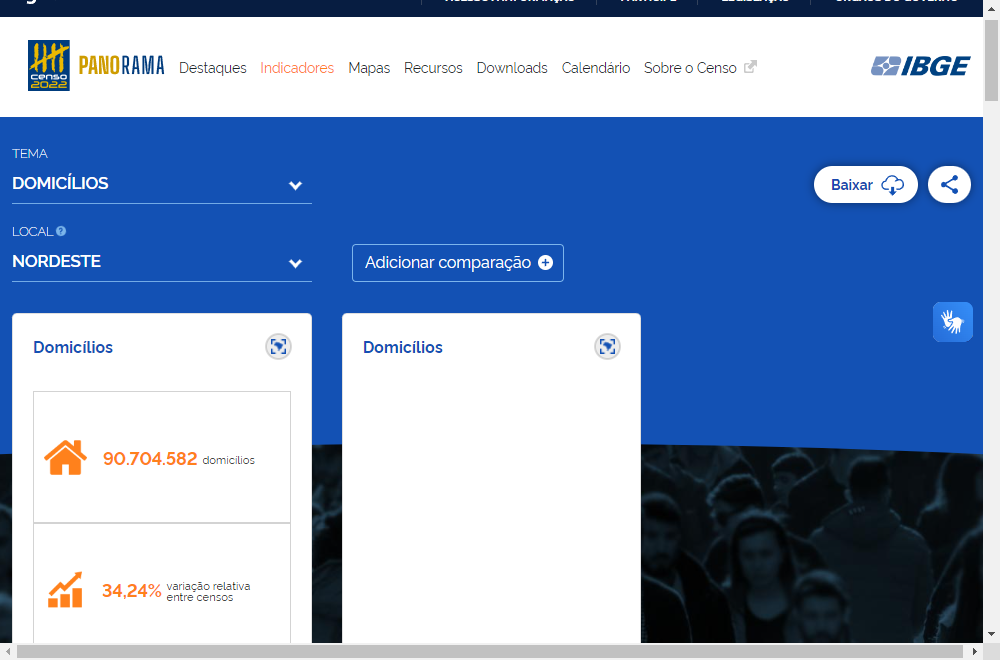 censo
2022
PANORAMA
Destaques
Indicadores
Mapas
Recursos
Downloads
Calendário
Sobre o Censo
IBGE
TEMA
DOMICÍLIOS
Baixar
LOCAL
NORDESTE
Adicionar comparação
Domicílios
Domicílios
90.704.582 domicílios
34,24% variação relativa
entre censos